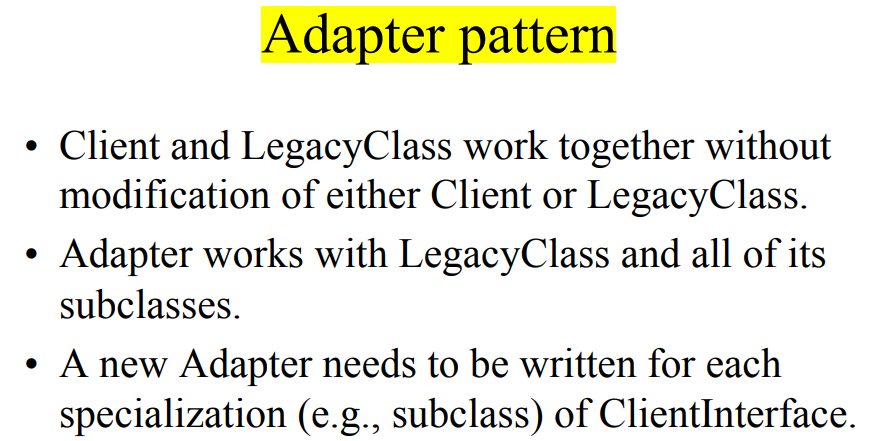 Adapter pattern
• Client and LegacyClass work together without
modification of either Client or LegacyClass.
• Adapter works with LegacyClass and all of its
subclasses.
• A new Adapter needs to be written for each
specialization (e.g., subclass) of ClientInterface.